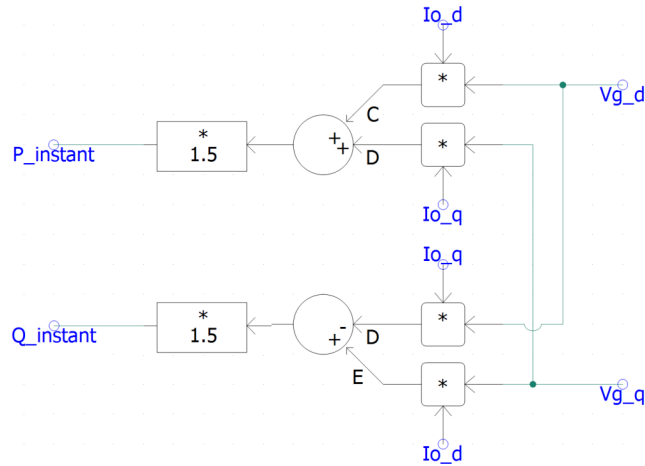 Io_d
*
Vg_d
C
*
1.5
+
+
D
*
P_instant
Io_q
Io_q
*
1.5
-
+
D
*
Q_instant
E
*
Vg_q
Io_d